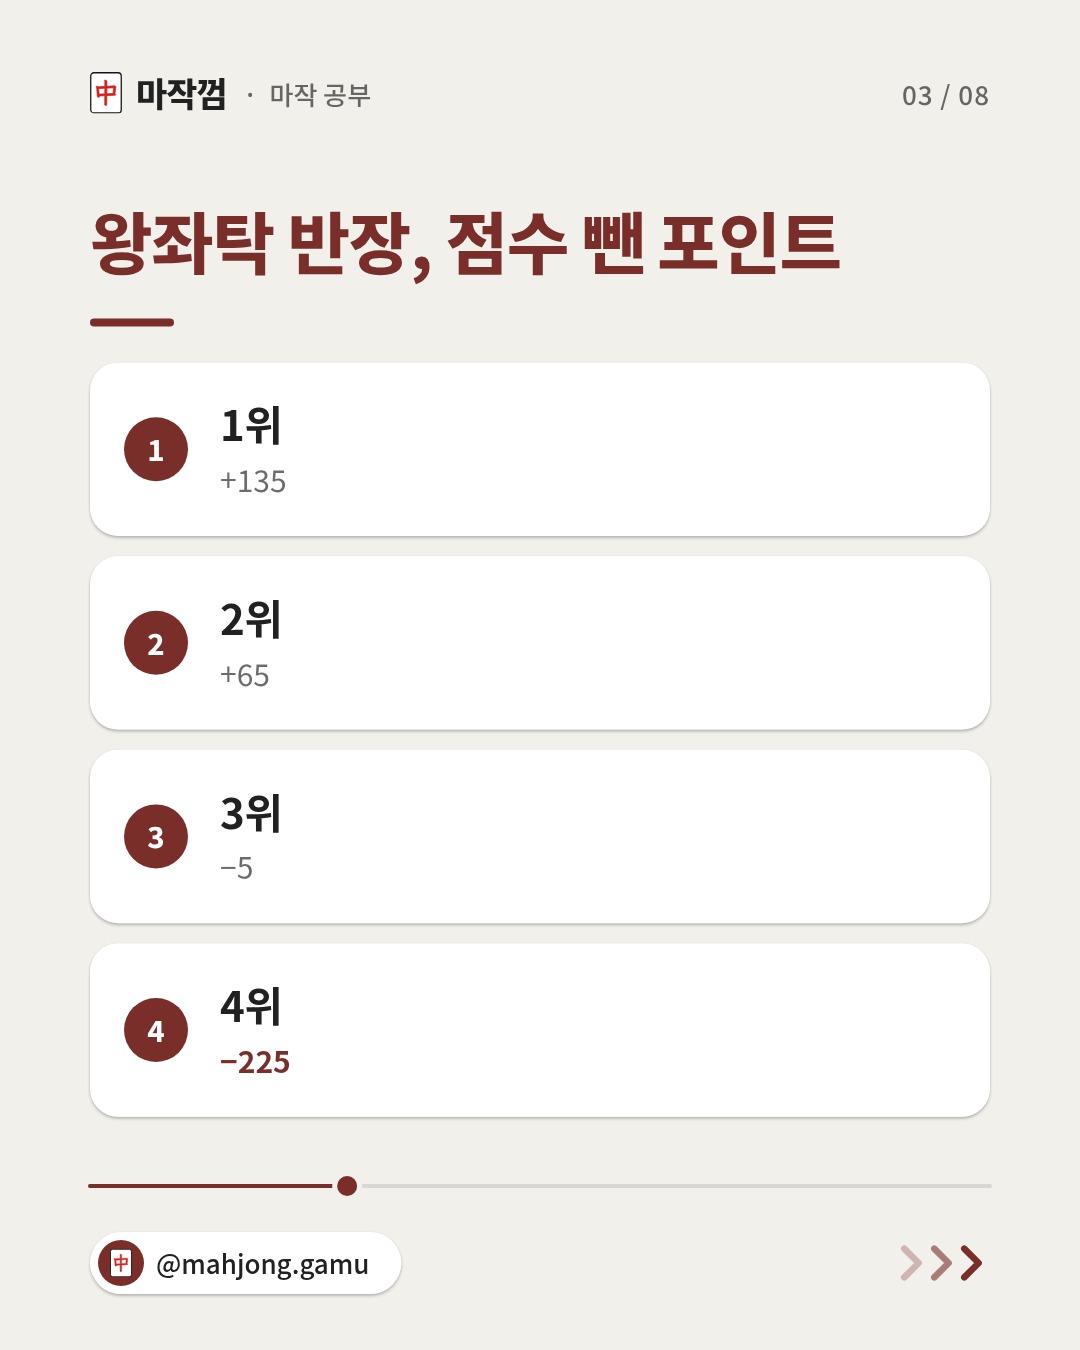 中 마작껌 · 마작 공부
03 / 08
왕좌탁 반장, 점수 뺀 포인트
1
1위
+135
2
2위
+65
3
3위
−5
4
4위
−225
中 @mahjong.gamu